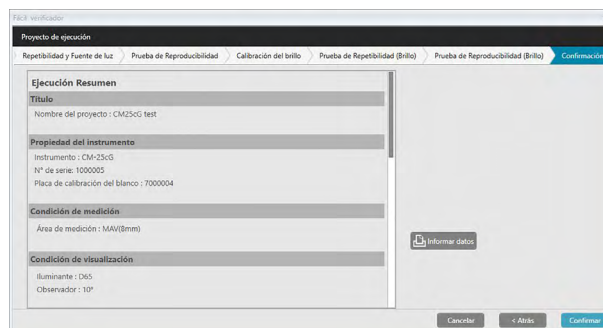 Fácil verificador
Proyecto de ejecución
Repetibilidad y Fuente de luz
Prueba de Reproducibilidad
Calibración del brillo
Prueba de Repetibilidad (Brillo)
Prueba de Reproducibilidad (Brillo)
Confirmación
Ejecución Resumen
Título
Nombre del proyecto : CM25cG test
Propiedad del instrumento
Instrumento : CM-25cG
N° de serie: 1000005
Placa de calibración del blanco : 7000004
Condición de medición
Área de medición : MAV(8mm)
Condición de visualización
Iluminante : D65
Observador : 10°
Informar datos
Cancelar
< Atrás
Confirmar